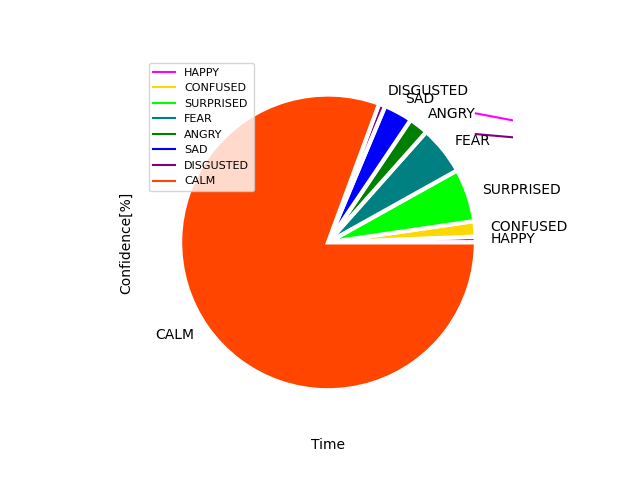 HAPPY
CONFUSED
SURPRISED
FEAR
ANGRY
SAD
DISGUSTED
CALM
DISGUSTED
SAD
ANGRY
FEAR
SURPRISED
CONFUSED
HAPPY
CALM
Confidence[%]
Time